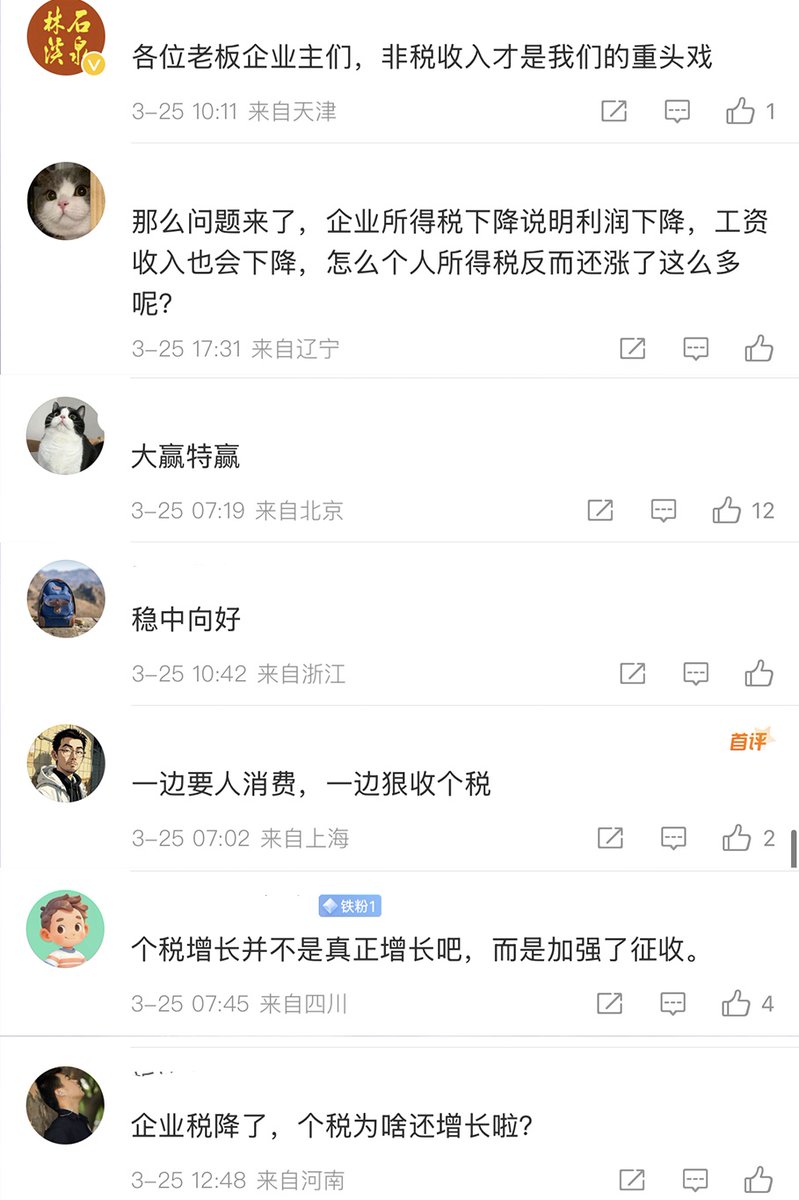 林石
渋泉
各位老板企业主们，非税收入才是我们的重头戏
3-25 10:11 来自天津
1
那么问题来了，企业所得税下降说明利润下降，工资
收入也会下降，怎么个人所得税反而还涨了这么多
呢？
3-25 17:31 来自辽宁
大赢特赢
3-25 07:19 来自北京
12
稳中向好
3-25 10:42 来自浙江
首评
一边要人消费，一边狠收个税
3-25 07:02 来自上海
2
铁粉1
个税增长并不是真正增长吧，而是加强了征收。
3-25 07:45 来自四川
4
企业税降了，个税为啥还增长啦？
3-25 12:48 来自河南